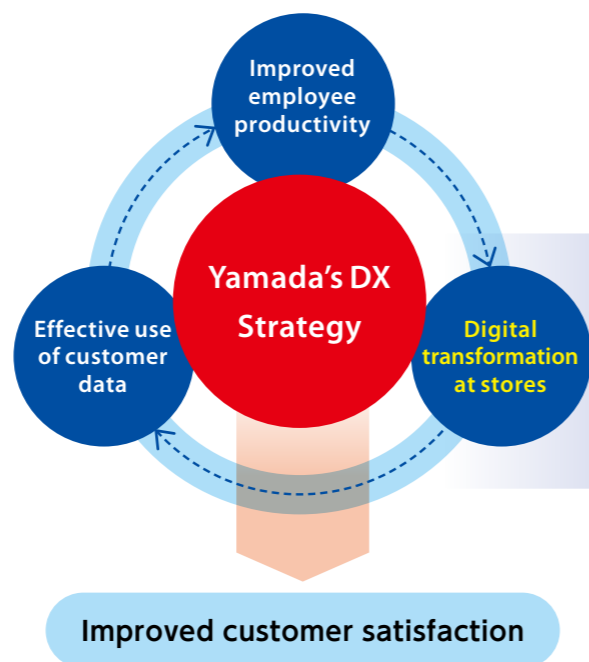 Improved
employee
productivity
Yamada’s DX
Strategy
Effective use
of customer
data
Digital
transformation
at stores
Improved customer satisfaction